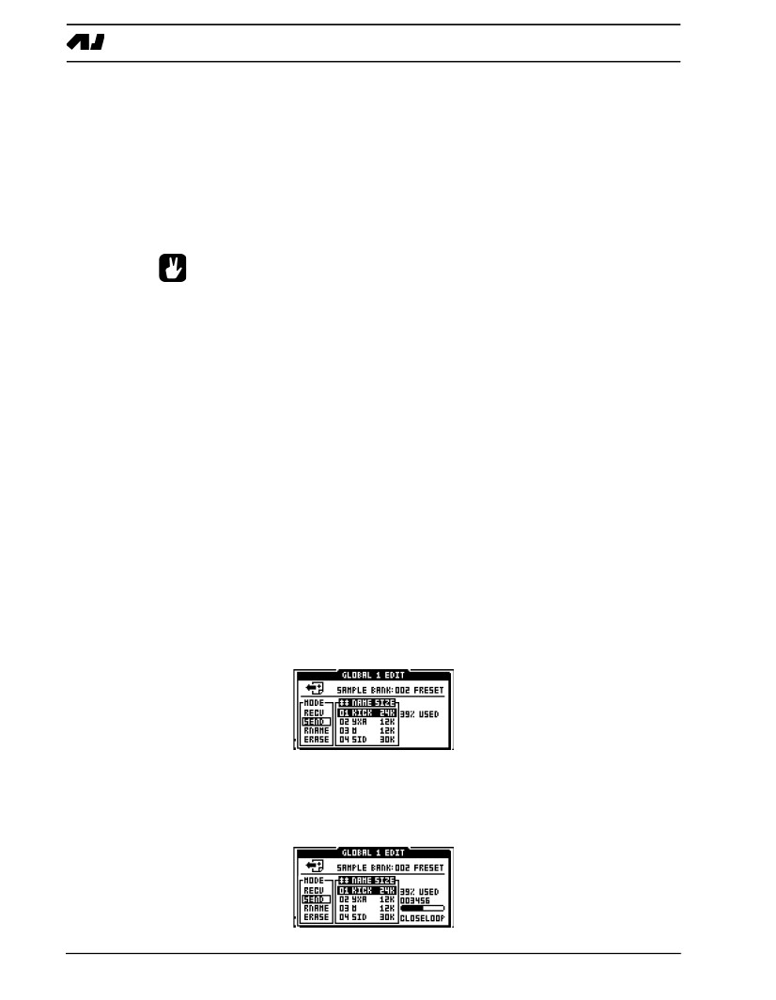 GLOBAL 1 EDIT
SAMPLE BANK:002 PRESET
MODE ## NAME SIZE
RECV 01 KICK 24K 39% USED
SEND 02 YXA 12K
RNAME 03 W 12K
ERASE 04 SID 30K
GLOBAL 1 EDIT
SAMPLE BANK:002 PRESET
MODE ## NAME SIZE
RECV 01 KICK 24K 39% USED
SEND 02 YXA 12K 003456
RNAME 03 W 12K
ERASE 04 SID 30K CLOSELOOP